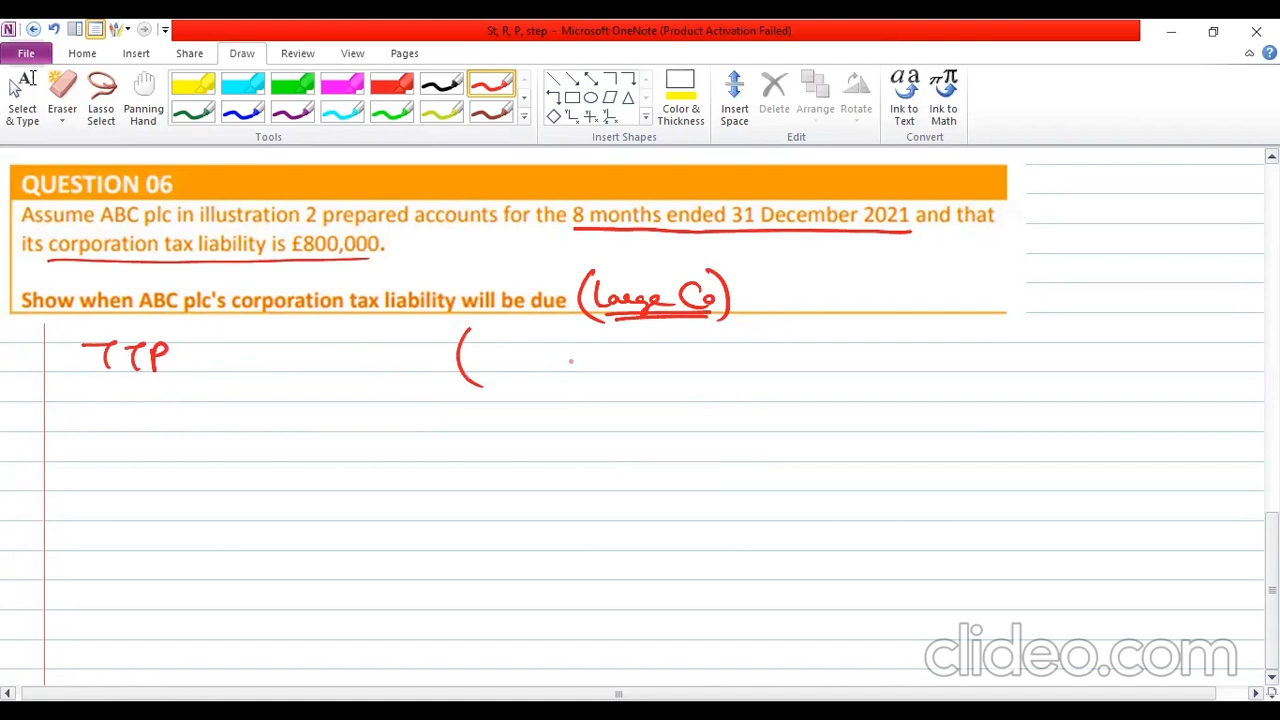 St, R, P, step - Microsoft OneNote (Product Activation Failed)
File Home Insert Share Draw Review View Pages
Select & Type
Eraser
Lasso Select
Panning Hand
Color & Thickness
Insert Space
Delete
Arrange
Rotate
Ink to Text
Ink to Math
Tools
Insert Shapes
Edit
Convert
QUESTION 06
Assume ABC plc in illustration 2 prepared accounts for the 8 months ended 31 December 2021 and that
its corporation tax liability is £800,000.
Show when ABC plc's corporation tax liability will be due (Large Co)
TTP (
clideo.com